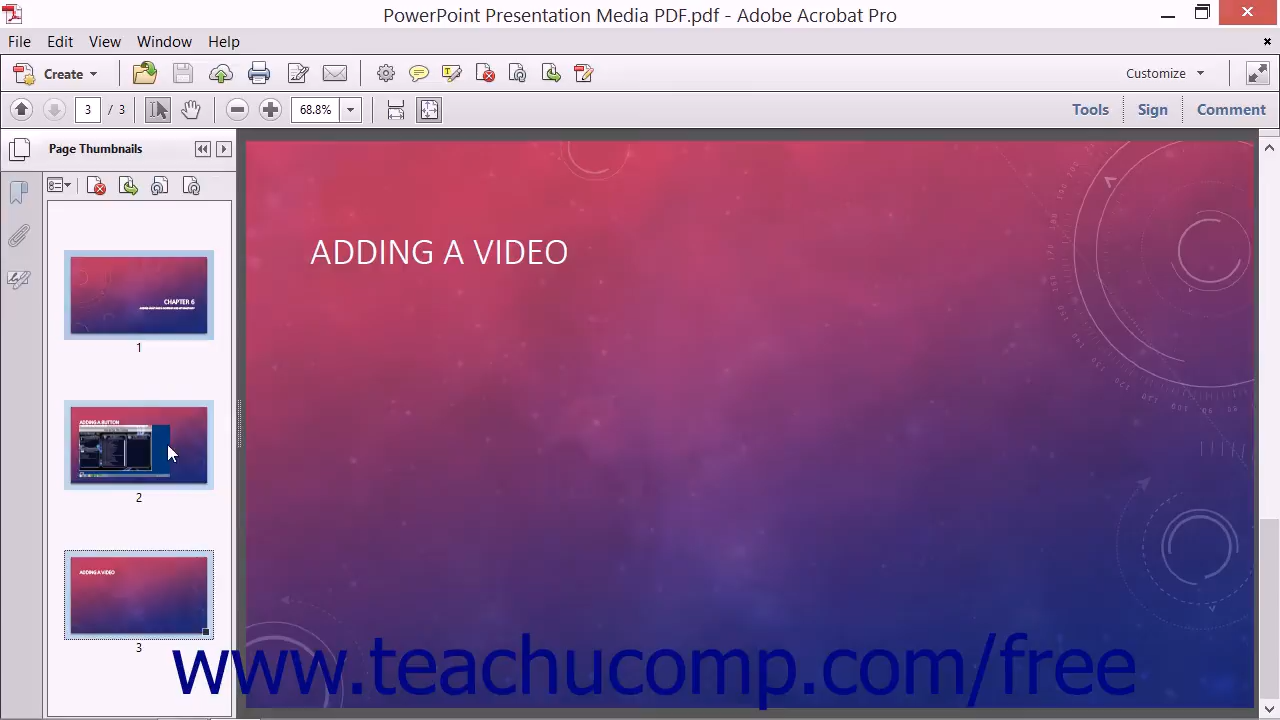 PowerPoint Presentation Media PDF.pdf - Adobe Acrobat Pro
File Edit View Window Help
Create Customize
3 / 3 68.8% Tools Sign Comment
Page Thumbnails
ADDING A VIDEO
CHAPTER 6
1
ADDING A BUTTON
2
ADDING A VIDEO
3
www.teachucomp.com/free